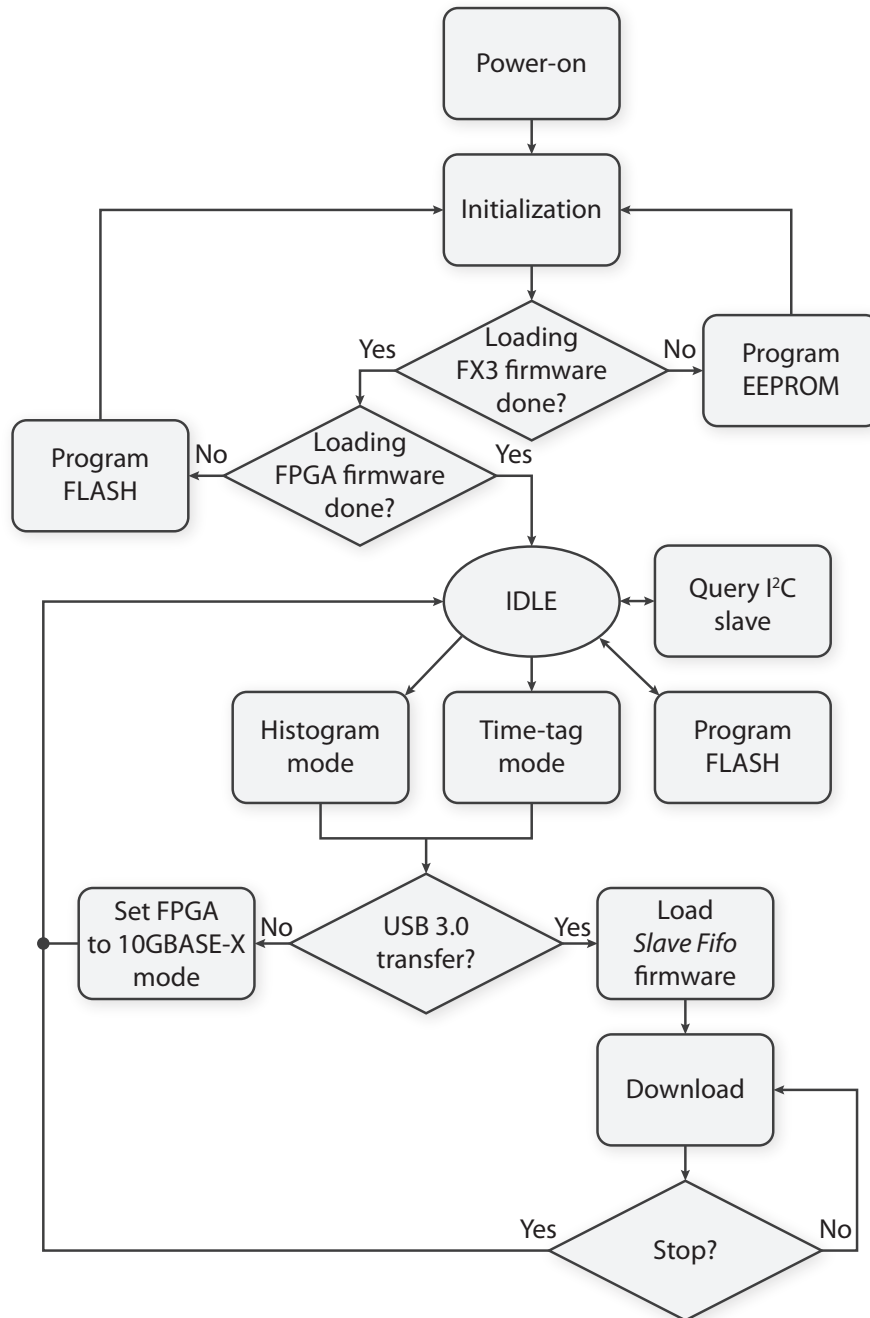 Power-on
Initialization
Loading
FX3 firmware
done?
Yes
No
Program
EEPROM
Loading
FPGA firmware
done?
No
Yes
Program
FLASH
IDLE
Query I²C
slave
Histogram
mode
Time-tag
mode
Program
FLASH
Set FPGA
to 10GBASE-X
mode
No
USB 3.0
transfer?
Yes
Load
Slave Fifo
firmware
Download
Yes
Stop?
No